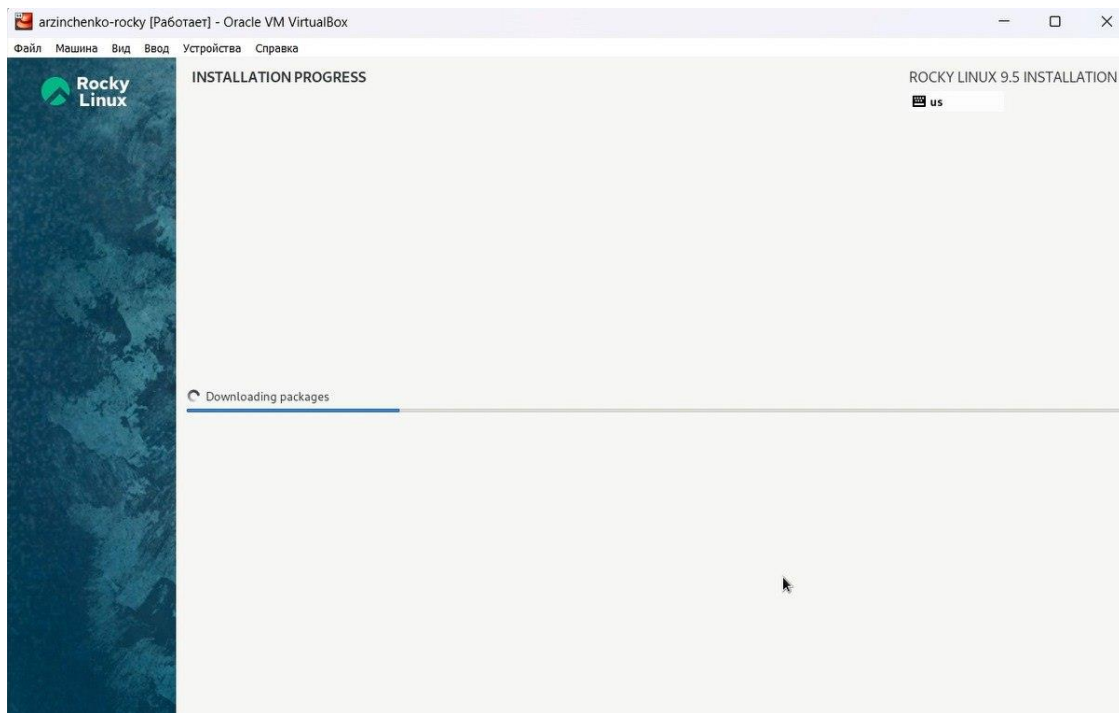 arzinchenko-rocky [Работает] - Oracle VM VirtualBox
Файл Машина Вид Ввод Устройства Справка
Rocky
Linux
INSTALLATION PROGRESS
ROCKY LINUX 9.5 INSTALLATION
us
Downloading packages